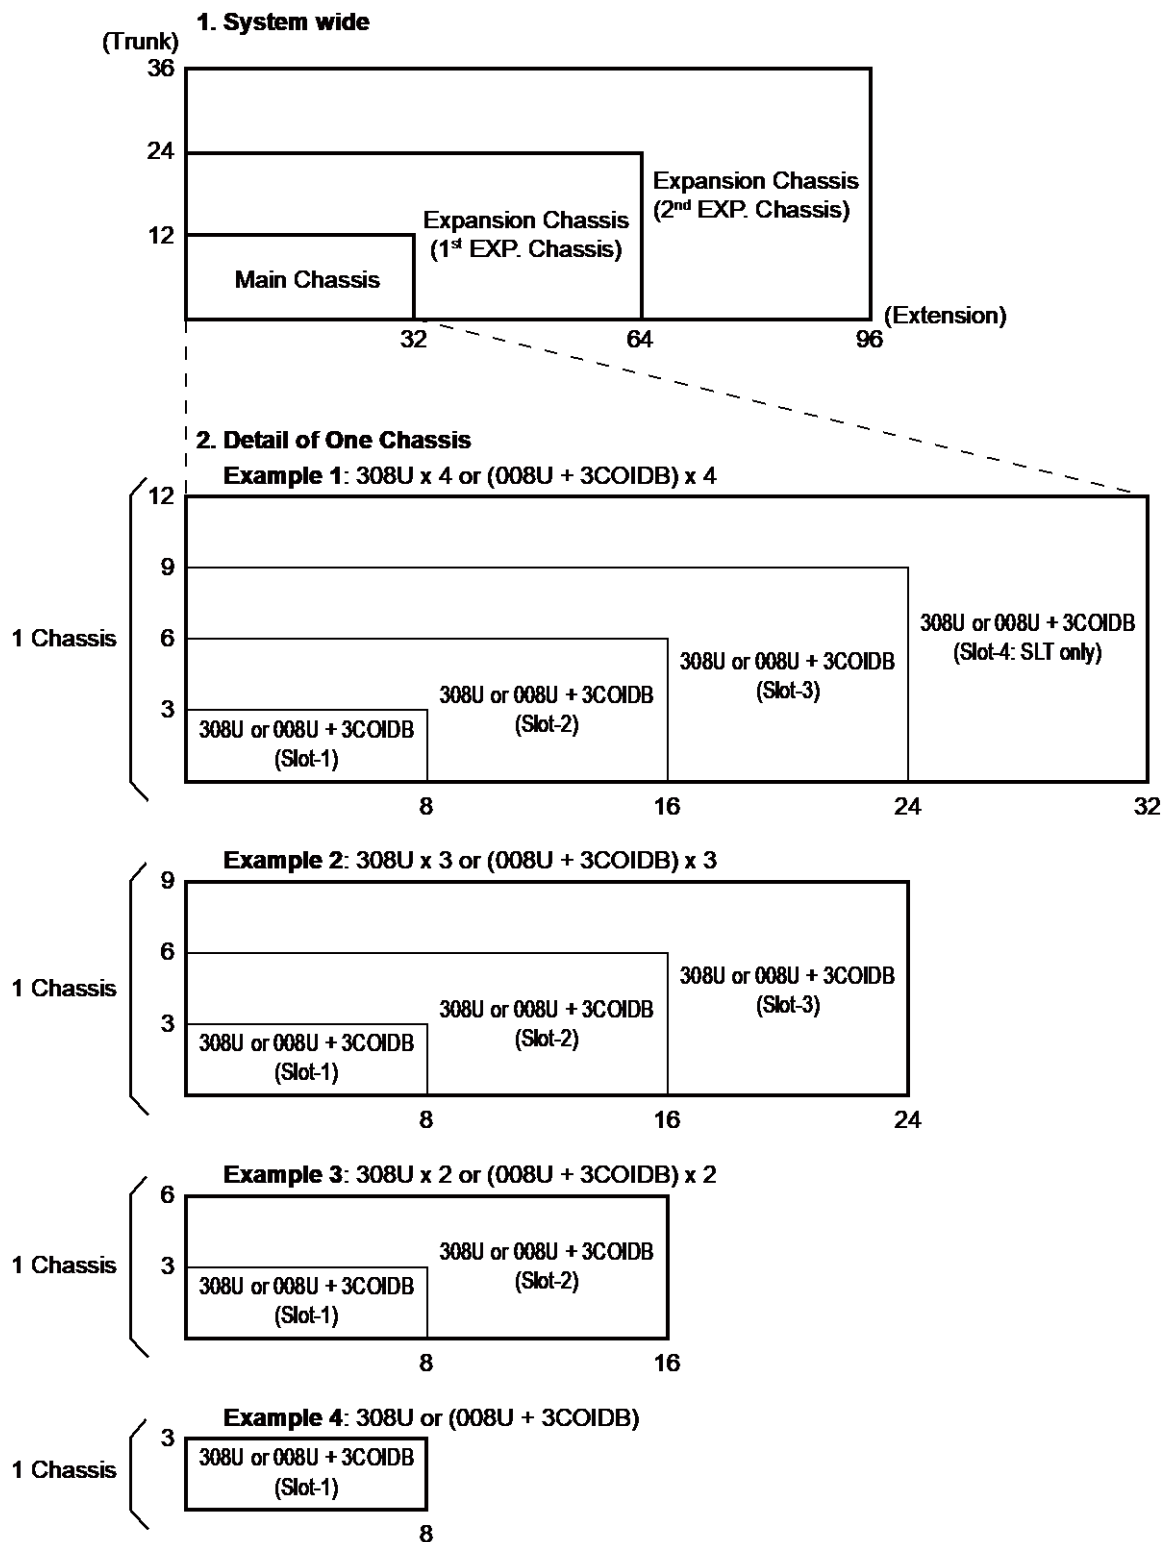 1. System wide
(Trunk)
36
24
12
Expansion Chassis
(2nd EXP. Chassis)
Expansion Chassis
(1st EXP. Chassis)
Main Chassis
32
64
96
(Extension)
2. Detail of One Chassis
Example 1: 308U x 4 or (008U + 3COIDB) x 4
12
9
6
3
1 Chassis
308U or 008U + 3COIDB
(Slot-4: SLT only)
308U or 008U + 3COIDB
(Slot-3)
308U or 008U + 3COIDB
(Slot-2)
308U or 008U + 3COIDB
(Slot-1)
8
16
24
32
Example 2: 308U x 3 or (008U + 3COIDB) x 3
9
6
3
1 Chassis
308U or 008U + 3COIDB
(Slot-3)
308U or 008U + 3COIDB
(Slot-2)
308U or 008U + 3COIDB
(Slot-1)
8
16
24
Example 3: 308U x 2 or (008U + 3COIDB) x 2
6
3
1 Chassis
308U or 008U + 3COIDB
(Slot-2)
308U or 008U + 3COIDB
(Slot-1)
8
16
Example 4: 308U or (008U + 3COIDB)
3
1 Chassis
308U or 008U + 3COIDB
(Slot-1)
8